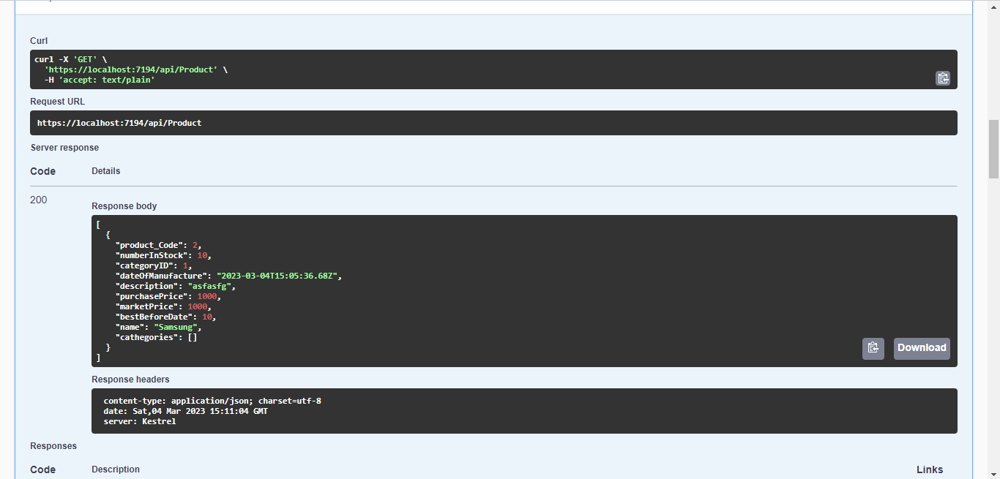 Curl
curl -X 'GET' \
  'https://localhost:7194/api/Product' \
  -H 'accept: text/plain'
Request URL
https://localhost:7194/api/Product
Server response
Code Details
200
Response body
[
  {
    "product_Code": 2,
    "numberInStock": 10,
    "categoryID": 1,
    "dateOfManufacture": "2023-03-04T15:05:36.68Z",
    "description": "asfasfg",
    "purchasePrice": 1000,
    "marketPrice": 1000,
    "bestBeforeDate": 10,
    "name": "Samsung",
    "cathegories": []
  }
]
Download
Response headers
content-type: application/json; charset=utf-8
date: Sat,04 Mar 2023 15:11:04 GMT
server: Kestrel
Responses
Code Description Links